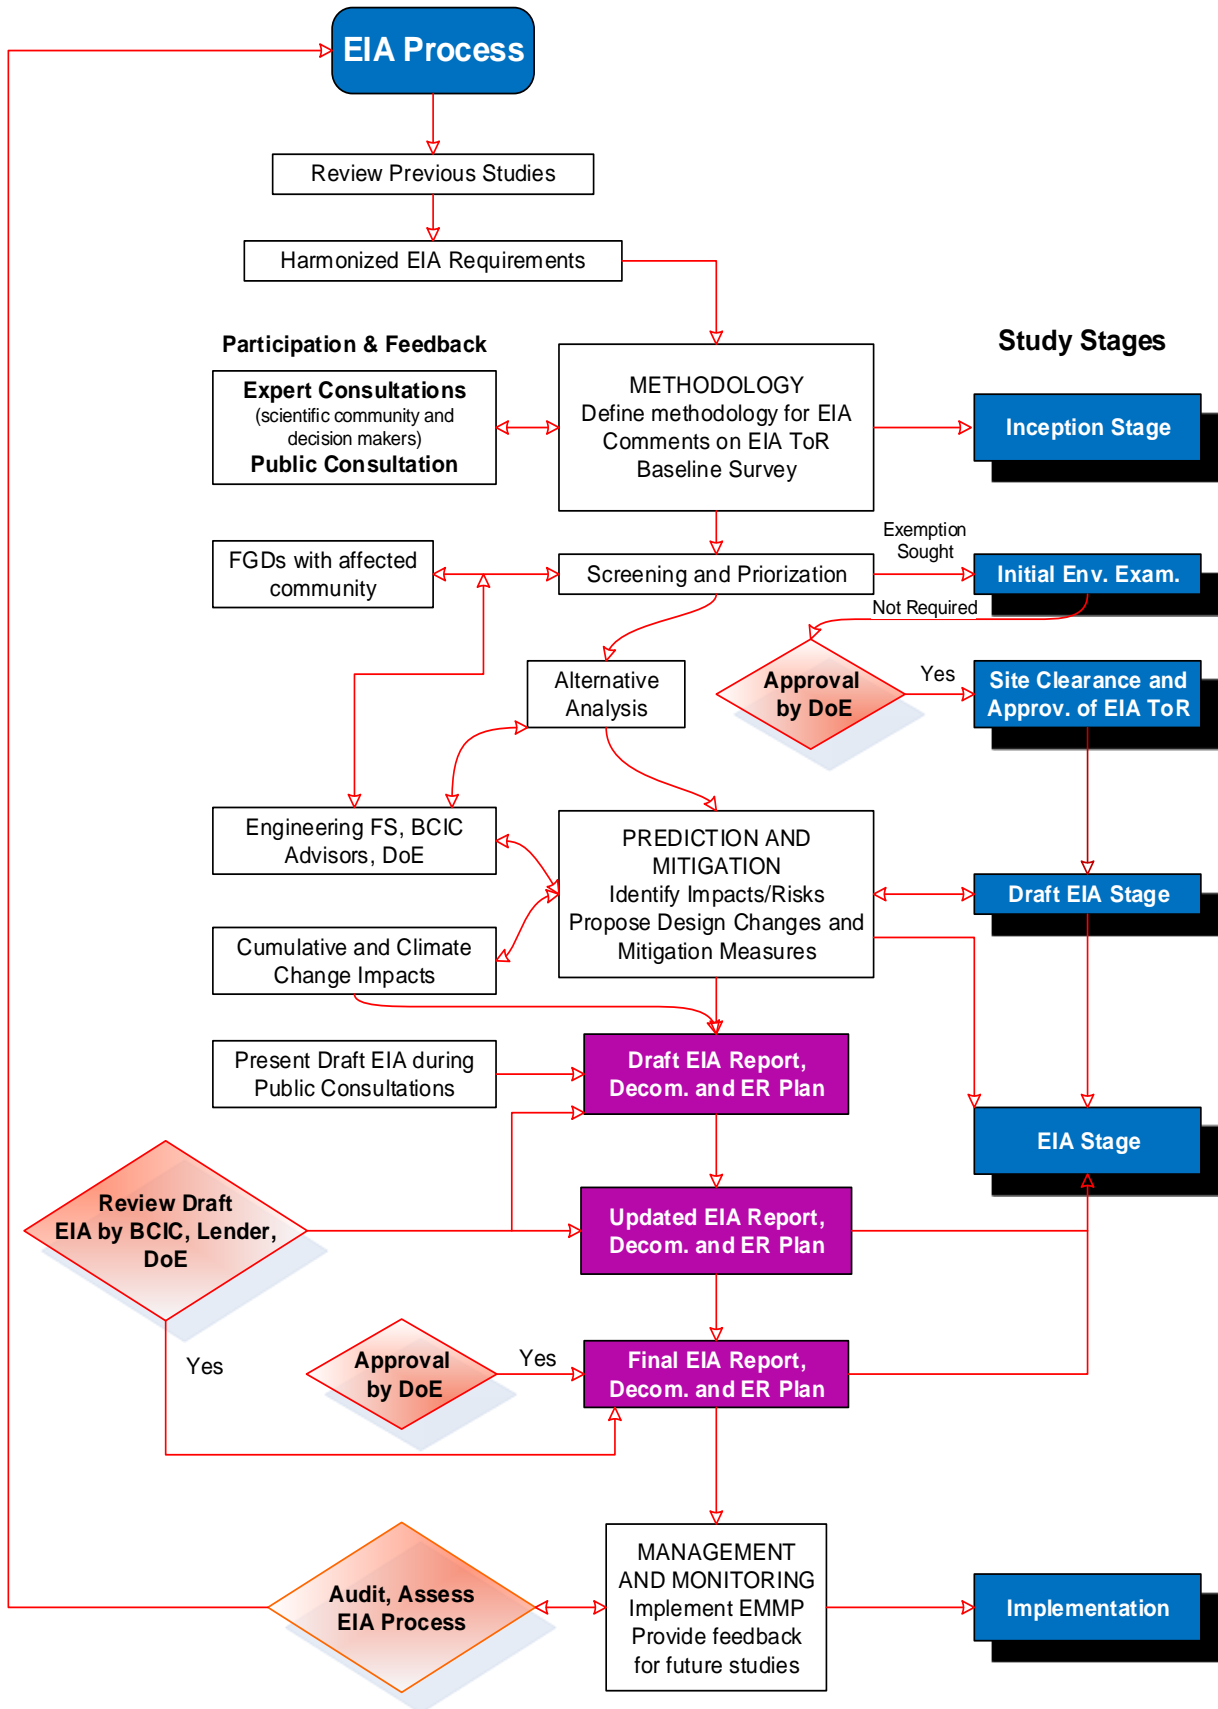 EIA Process
Review Previous Studies
Harmonized EIA Requirements
Participation & Feedback
Study Stages
Expert Consultations
(scientific community and
decision makers)
Public Consultation
METHODOLOGY
Define methodology for EIA
Comments on EIA ToR
Baseline Survey
Inception Stage
FGDs with affected
community
Screening and Priorization
Exemption
Sought
Initial Env. Exam.
Not Required
Alternative
Analysis
Approval
by DoE
Yes
Site Clearance and
Approv. of EIA ToR
Engineering FS, BCIC
Advisors, DoE
PREDICTION AND
MITIGATION
Identify Impacts/Risks
Propose Design Changes and
Mitigation Measures
Draft EIA Stage
Cumulative and Climate
Change Impacts
Present Draft EIA during
Public Consultations
Draft EIA Report,
Decom. and ER Plan
EIA Stage
Review Draft
EIA by BCIC, Lender,
DoE
Updated EIA Report,
Decom. and ER Plan
Yes
Approval
by DoE
Yes
Final EIA Report,
Decom. and ER Plan
Audit, Assess
EIA Process
MANAGEMENT
AND MONITORING
Implement EMMP
Provide feedback
for future studies
Implementation